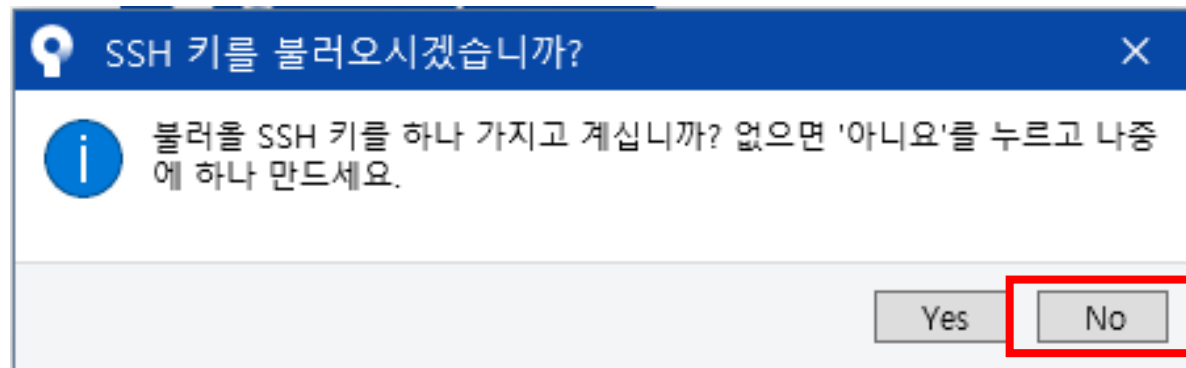 SSH 키를 불러오시겠습니까?
불러올 SSH 키를 하나 가지고 계십니까? 없으면 '아니요'를 누르고 나중
에 하나 만드세요.
Yes
No